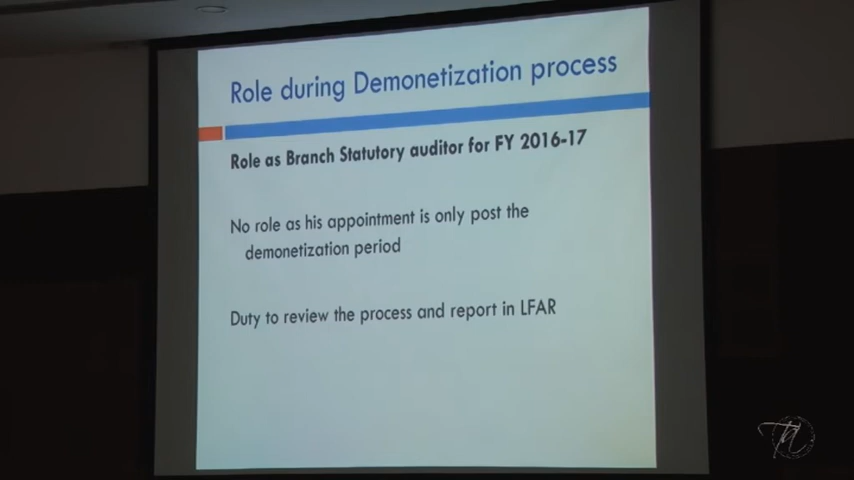 Role during Demonetization process
Role as Branch Statutory auditor for FY 2016-17
No role as his appointment is only post the
demonetization period
Duty to review the process and report in LFAR